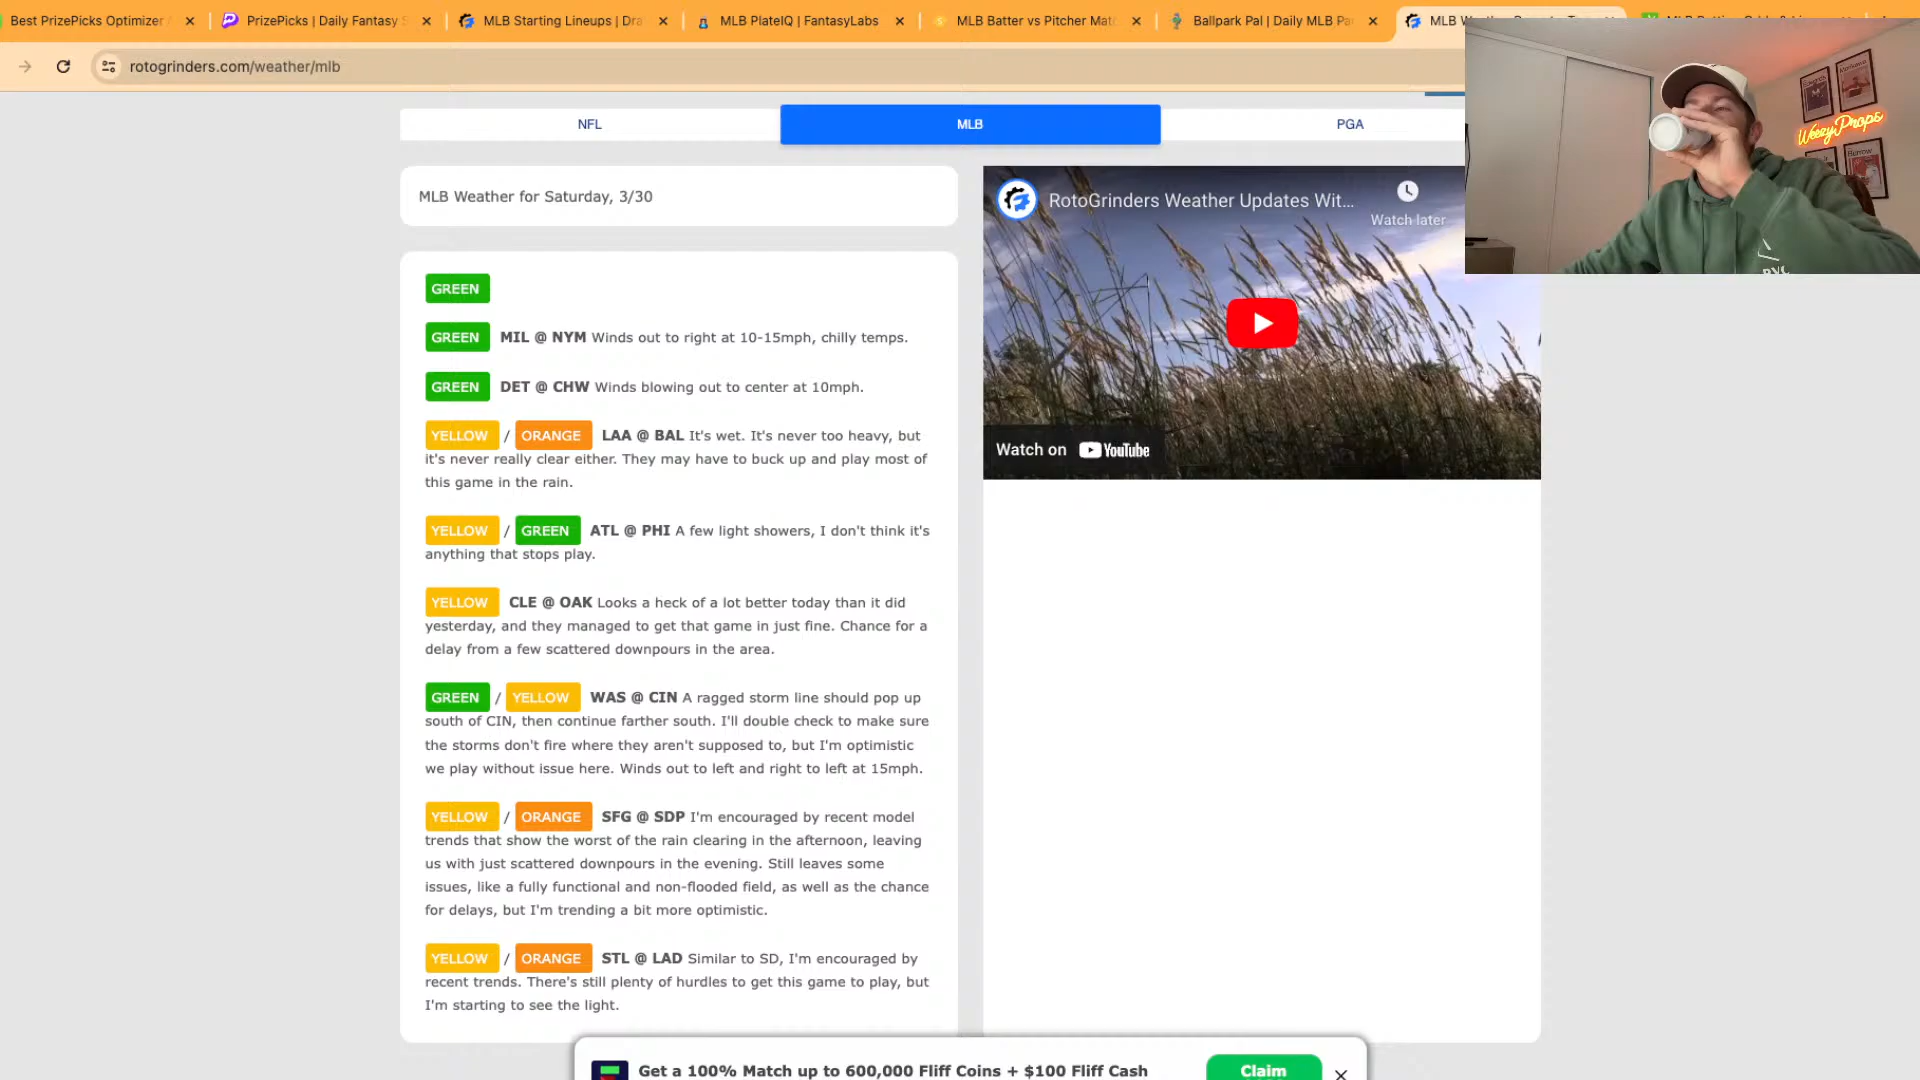 Best PrizePicks Optimizer
PrizePicks | Daily Fantasy S
MLB Starting Lineups | Dra
MLB PlateIQ | FantasyLabs
MLB Batter vs Pitcher Matc
Ballpark Pal | Daily MLB Pa
MLB
rotogrinders.com/weather/mlb
NFL
MLB
PGA
MLB Weather for Saturday, 3/30
GREEN
GREEN MIL @ NYM Winds out to right at 10-15mph, chilly temps.
GREEN DET @ CHW Winds blowing out to center at 10mph.
YELLOW / ORANGE LAA @ BAL It's wet. It's never too heavy, but
it's never really clear either. They may have to buck up and play most of
this game in the rain.
YELLOW / GREEN ATL @ PHI A few light showers, I don't think it's
anything that stops play.
YELLOW CLE @ OAK Looks a heck of a lot better today than it did
yesterday, and they managed to get that game in just fine. Chance for a
delay from a few scattered downpours in the area.
GREEN / YELLOW WAS @ CIN A ragged storm line should pop up
south of CIN, then continue farther south. I'll double check to make sure
the storms don't fire where they aren't supposed to, but I'm optimistic
we play without issue here. Winds out to left and right to left at 15mph.
YELLOW / ORANGE SFG @ SDP I'm encouraged by recent model
trends that show the worst of the rain clearing in the afternoon, leaving
us with just scattered downpours in the evening. Still leaves some
issues, like a fully functional and non-flooded field, as well as the chance
for delays, but I'm trending a bit more optimistic.
YELLOW / ORANGE STL @ LAD Similar to SD, I'm encouraged by
recent trends. There's still plenty of hurdles to get this game to play, but
I'm starting to see the light.
RotoGrinders Weather Updates Wit...
Watch later
Watch on YouTube
WeezyProps
Burrow
Get a 100% Match up to 600,000 Fliff Coins + $100 Fliff Cash
Claim